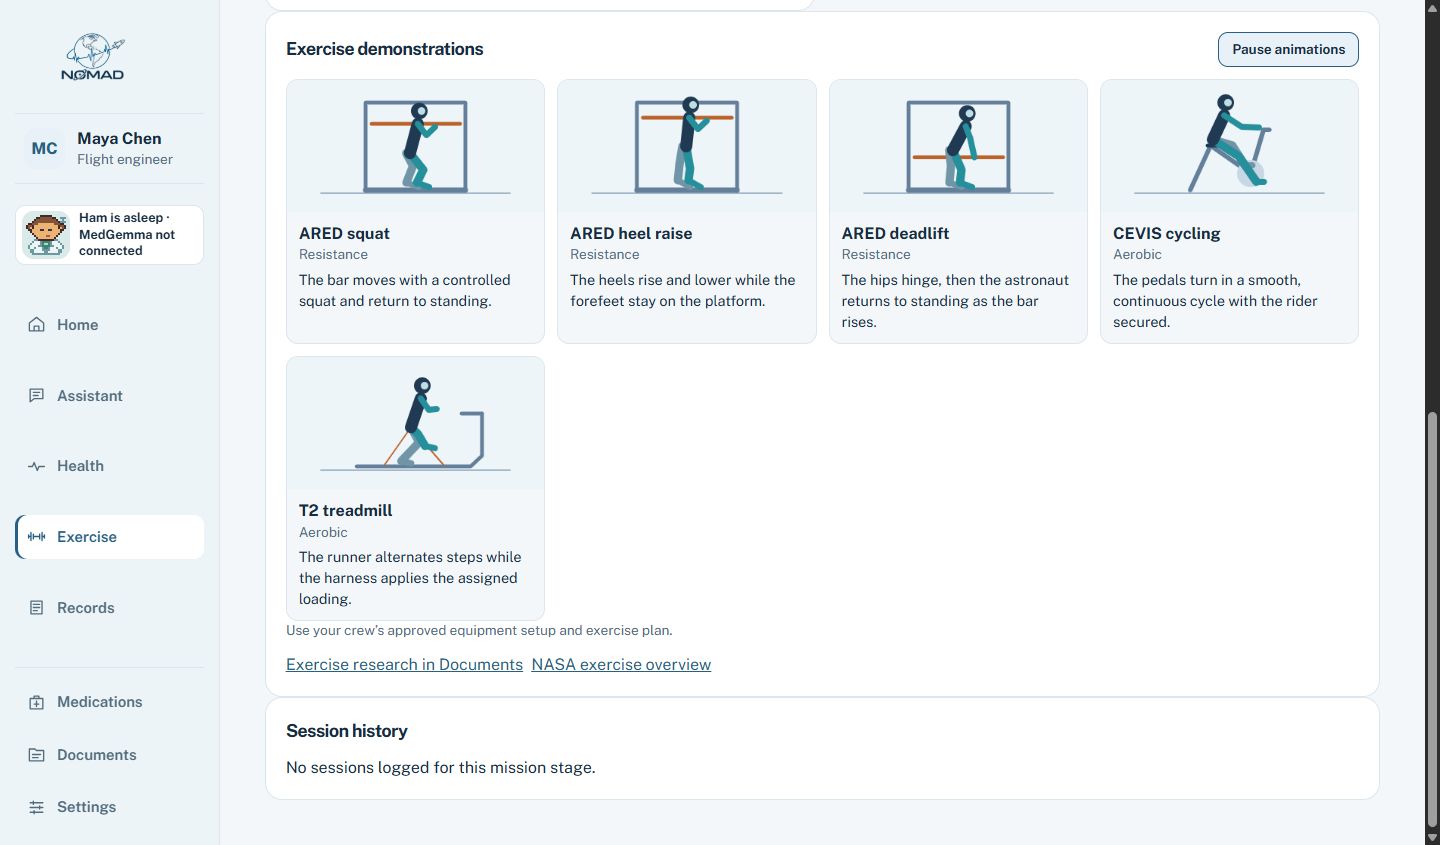 NOMAD
MC
Maya Chen
Flight engineer
Ham is asleep ·
MedGemma not
connected
Home
Assistant
Health
Exercise
Records
Medications
Documents
Settings
Exercise demonstrations
Pause animations
ARED squat
Resistance
The bar moves with a controlled
squat and return to standing.
ARED heel raise
Resistance
The heels rise and lower while the
forefeet stay on the platform.
ARED deadlift
Resistance
The hips hinge, then the astronaut
returns to standing as the bar
rises.
CEVIS cycling
Aerobic
The pedals turn in a smooth,
continuous cycle with the rider
secured.
T2 treadmill
Aerobic
The runner alternates steps while
the harness applies the assigned
loading.
Use your crew’s approved equipment setup and exercise plan.
Exercise research in Documents NASA exercise overview
Session history
No sessions logged for this mission stage.